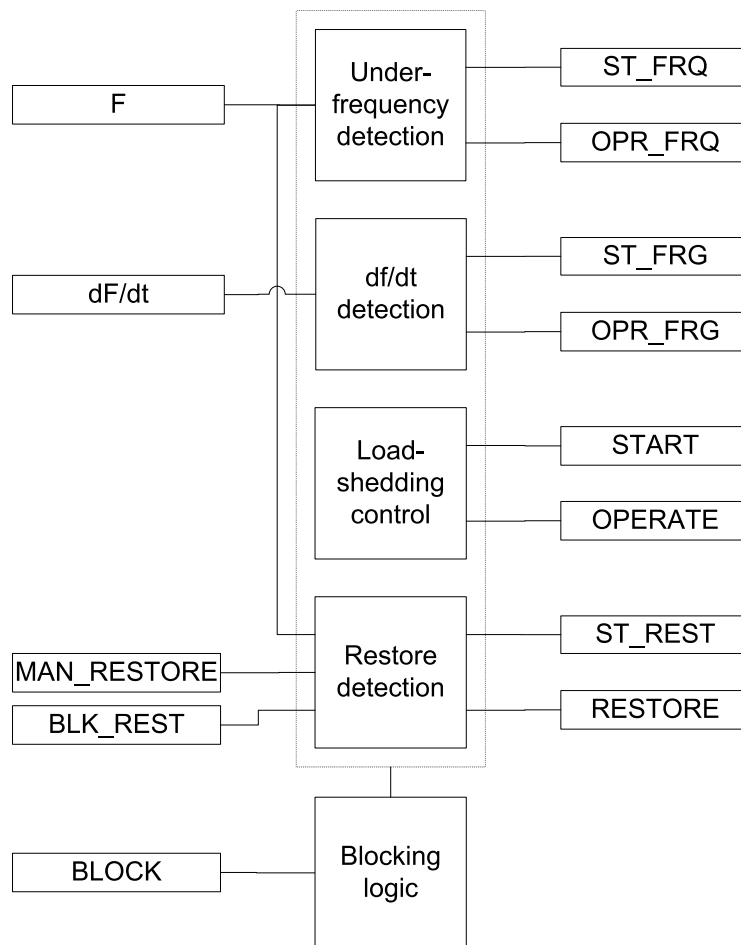 F
Under-
frequency
detection
ST_FRQ
OPR_FRQ
dF/dt
df/dt
detection
ST_FRG
OPR_FRG
Load-
shedding
control
START
OPERATE
MAN_RESTORE
BLK_REST
Restore
detection
ST_REST
RESTORE
BLOCK
Blocking
logic